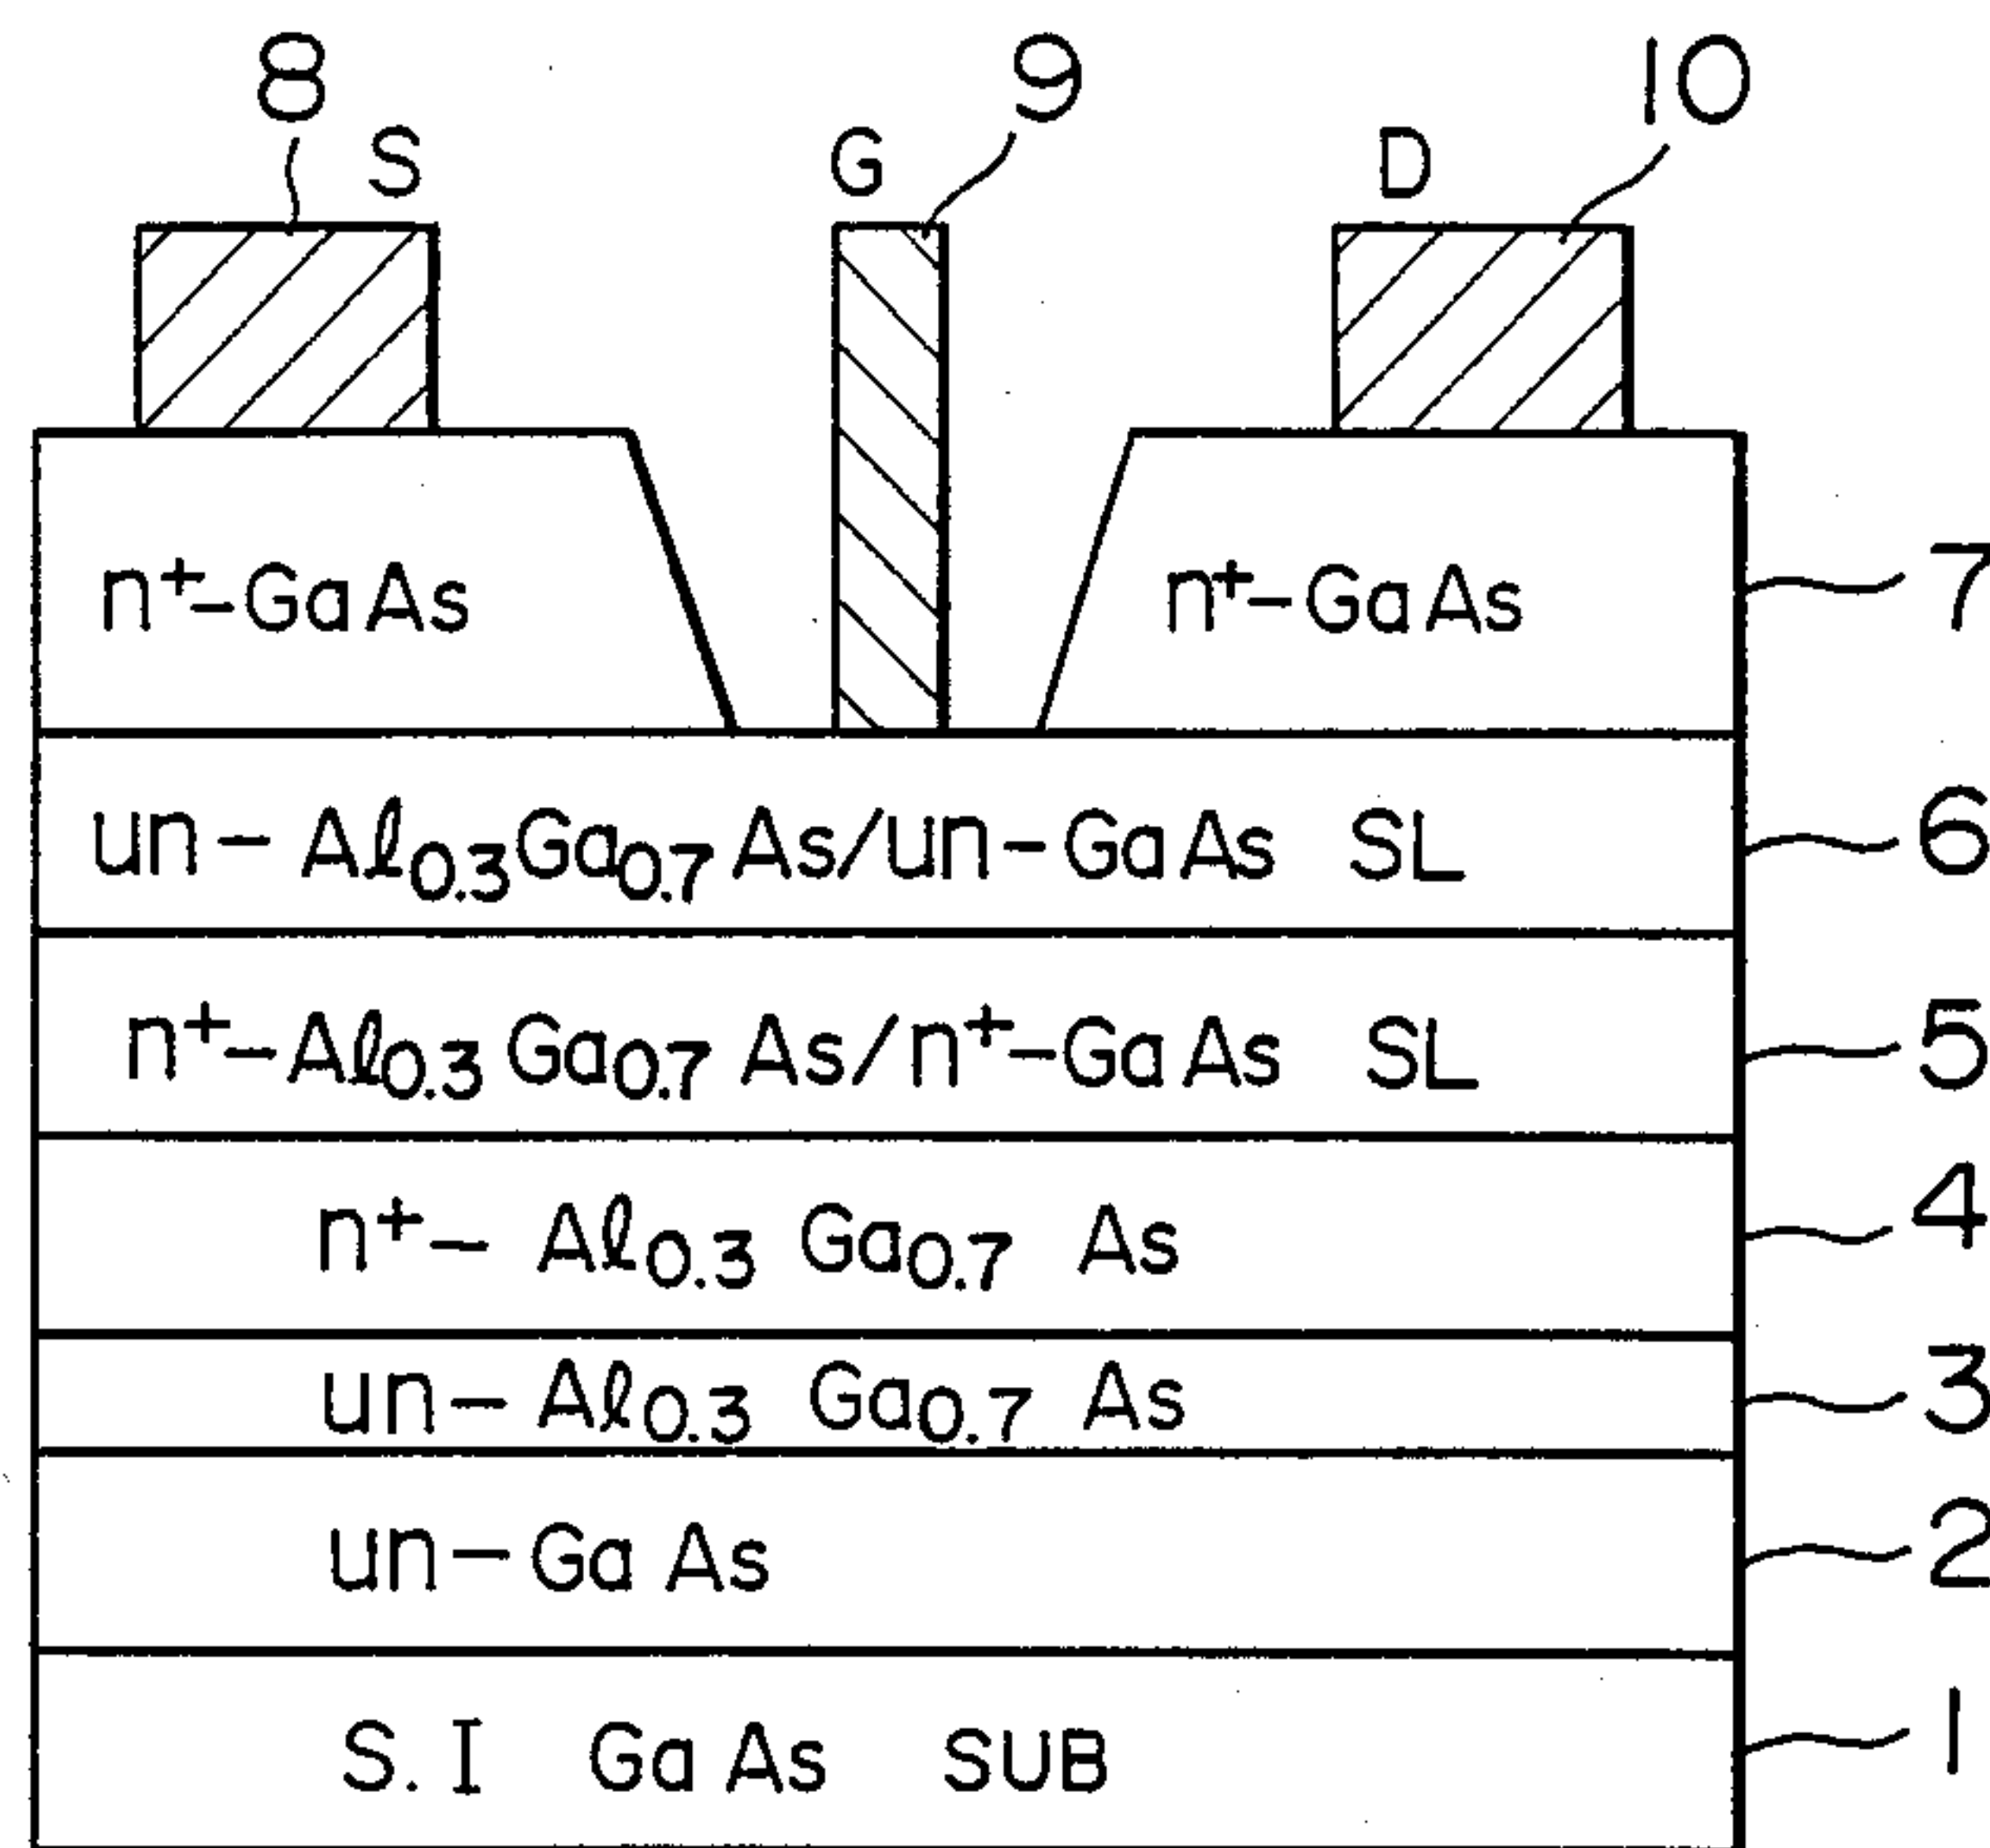 8 9 10
S G D
n+-GaAs n+-GaAs 7
un-Al0.3Ga0.7As/un-GaAs SL 6
n+-Al0.3Ga0.7As/n+-GaAs SL 5
n+-Al0.3Ga0.7As 4
un-Al0.3Ga0.7As 3
un-GaAs 2
S.I GaAs SUB 1